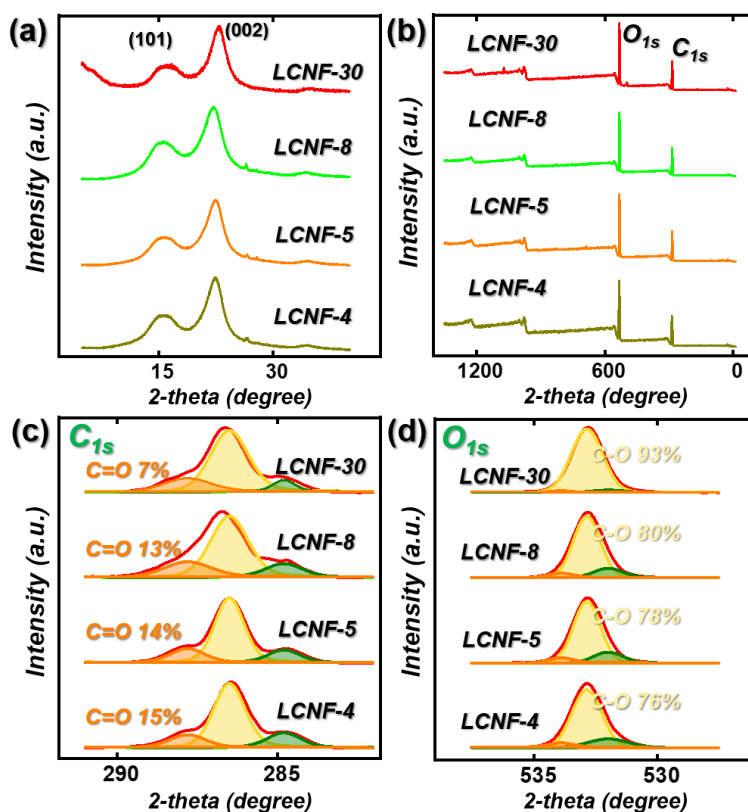 (a)
(101)
(002)
LCNF-30
LCNF-8
LCNF-5
LCNF-4
Intensity (a.u.)
15 30
2-theta (degree)
(b)
LCNF-30
O1s
C1s
LCNF-8
LCNF-5
LCNF-4
Intensity (a.u.)
1200 600 0
2-theta (degree)
(c)
C1s
C=O 7%
LCNF-30
C=O 13%
LCNF-8
C=O 14%
LCNF-5
C=O 15%
LCNF-4
Intensity (a.u.)
290 285
2-theta (degree)
(d)
O1s
C-O 93%
LCNF-30
C-O 80%
LCNF-8
C-O 78%
LCNF-5
C-O 76%
LCNF-4
Intensity (a.u.)
535 530
2-theta (degree)